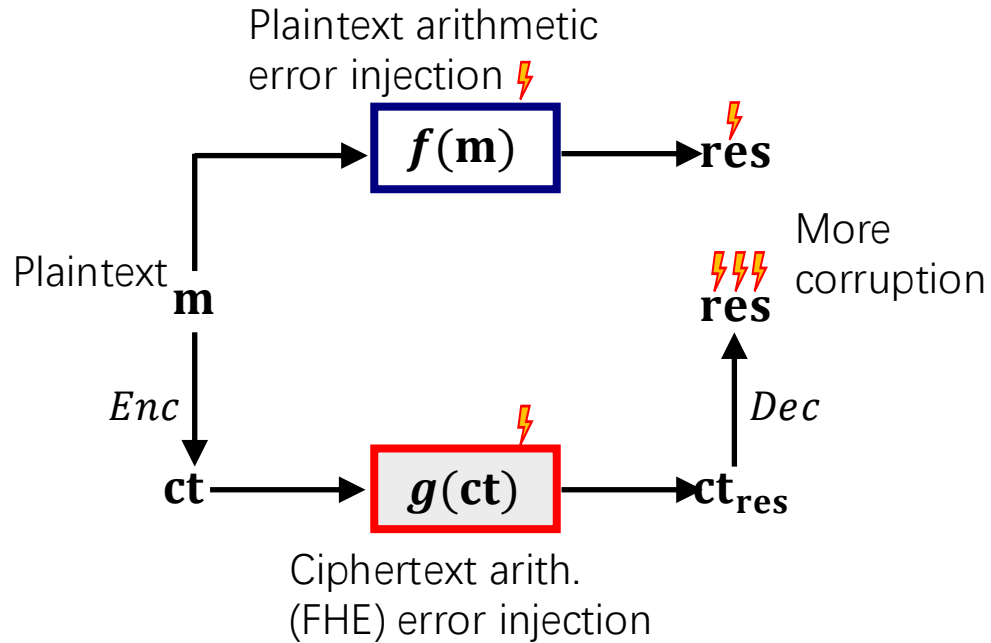 Plaintext arithmetic
error injection
f(m)
res
More
corruption
Plaintext
m
res
Enc
Dec
ct
g(ct)
ct_res
Ciphertext arith.
(FHE) error injection